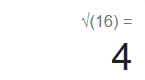 √(16) =
4